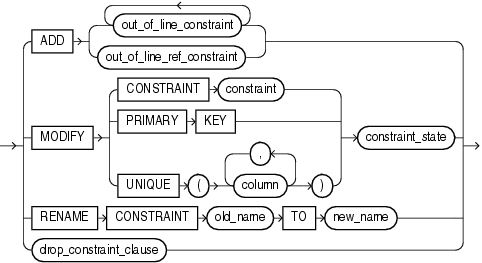 out_of_line_constraint
ADD
out_of_line_ref_constraint
CONSTRAINT constraint
PRIMARY KEY
MODIFY constraint_state
,
UNIQUE ( column )
RENAME CONSTRAINT old_name TO new_name
drop_constraint_clause